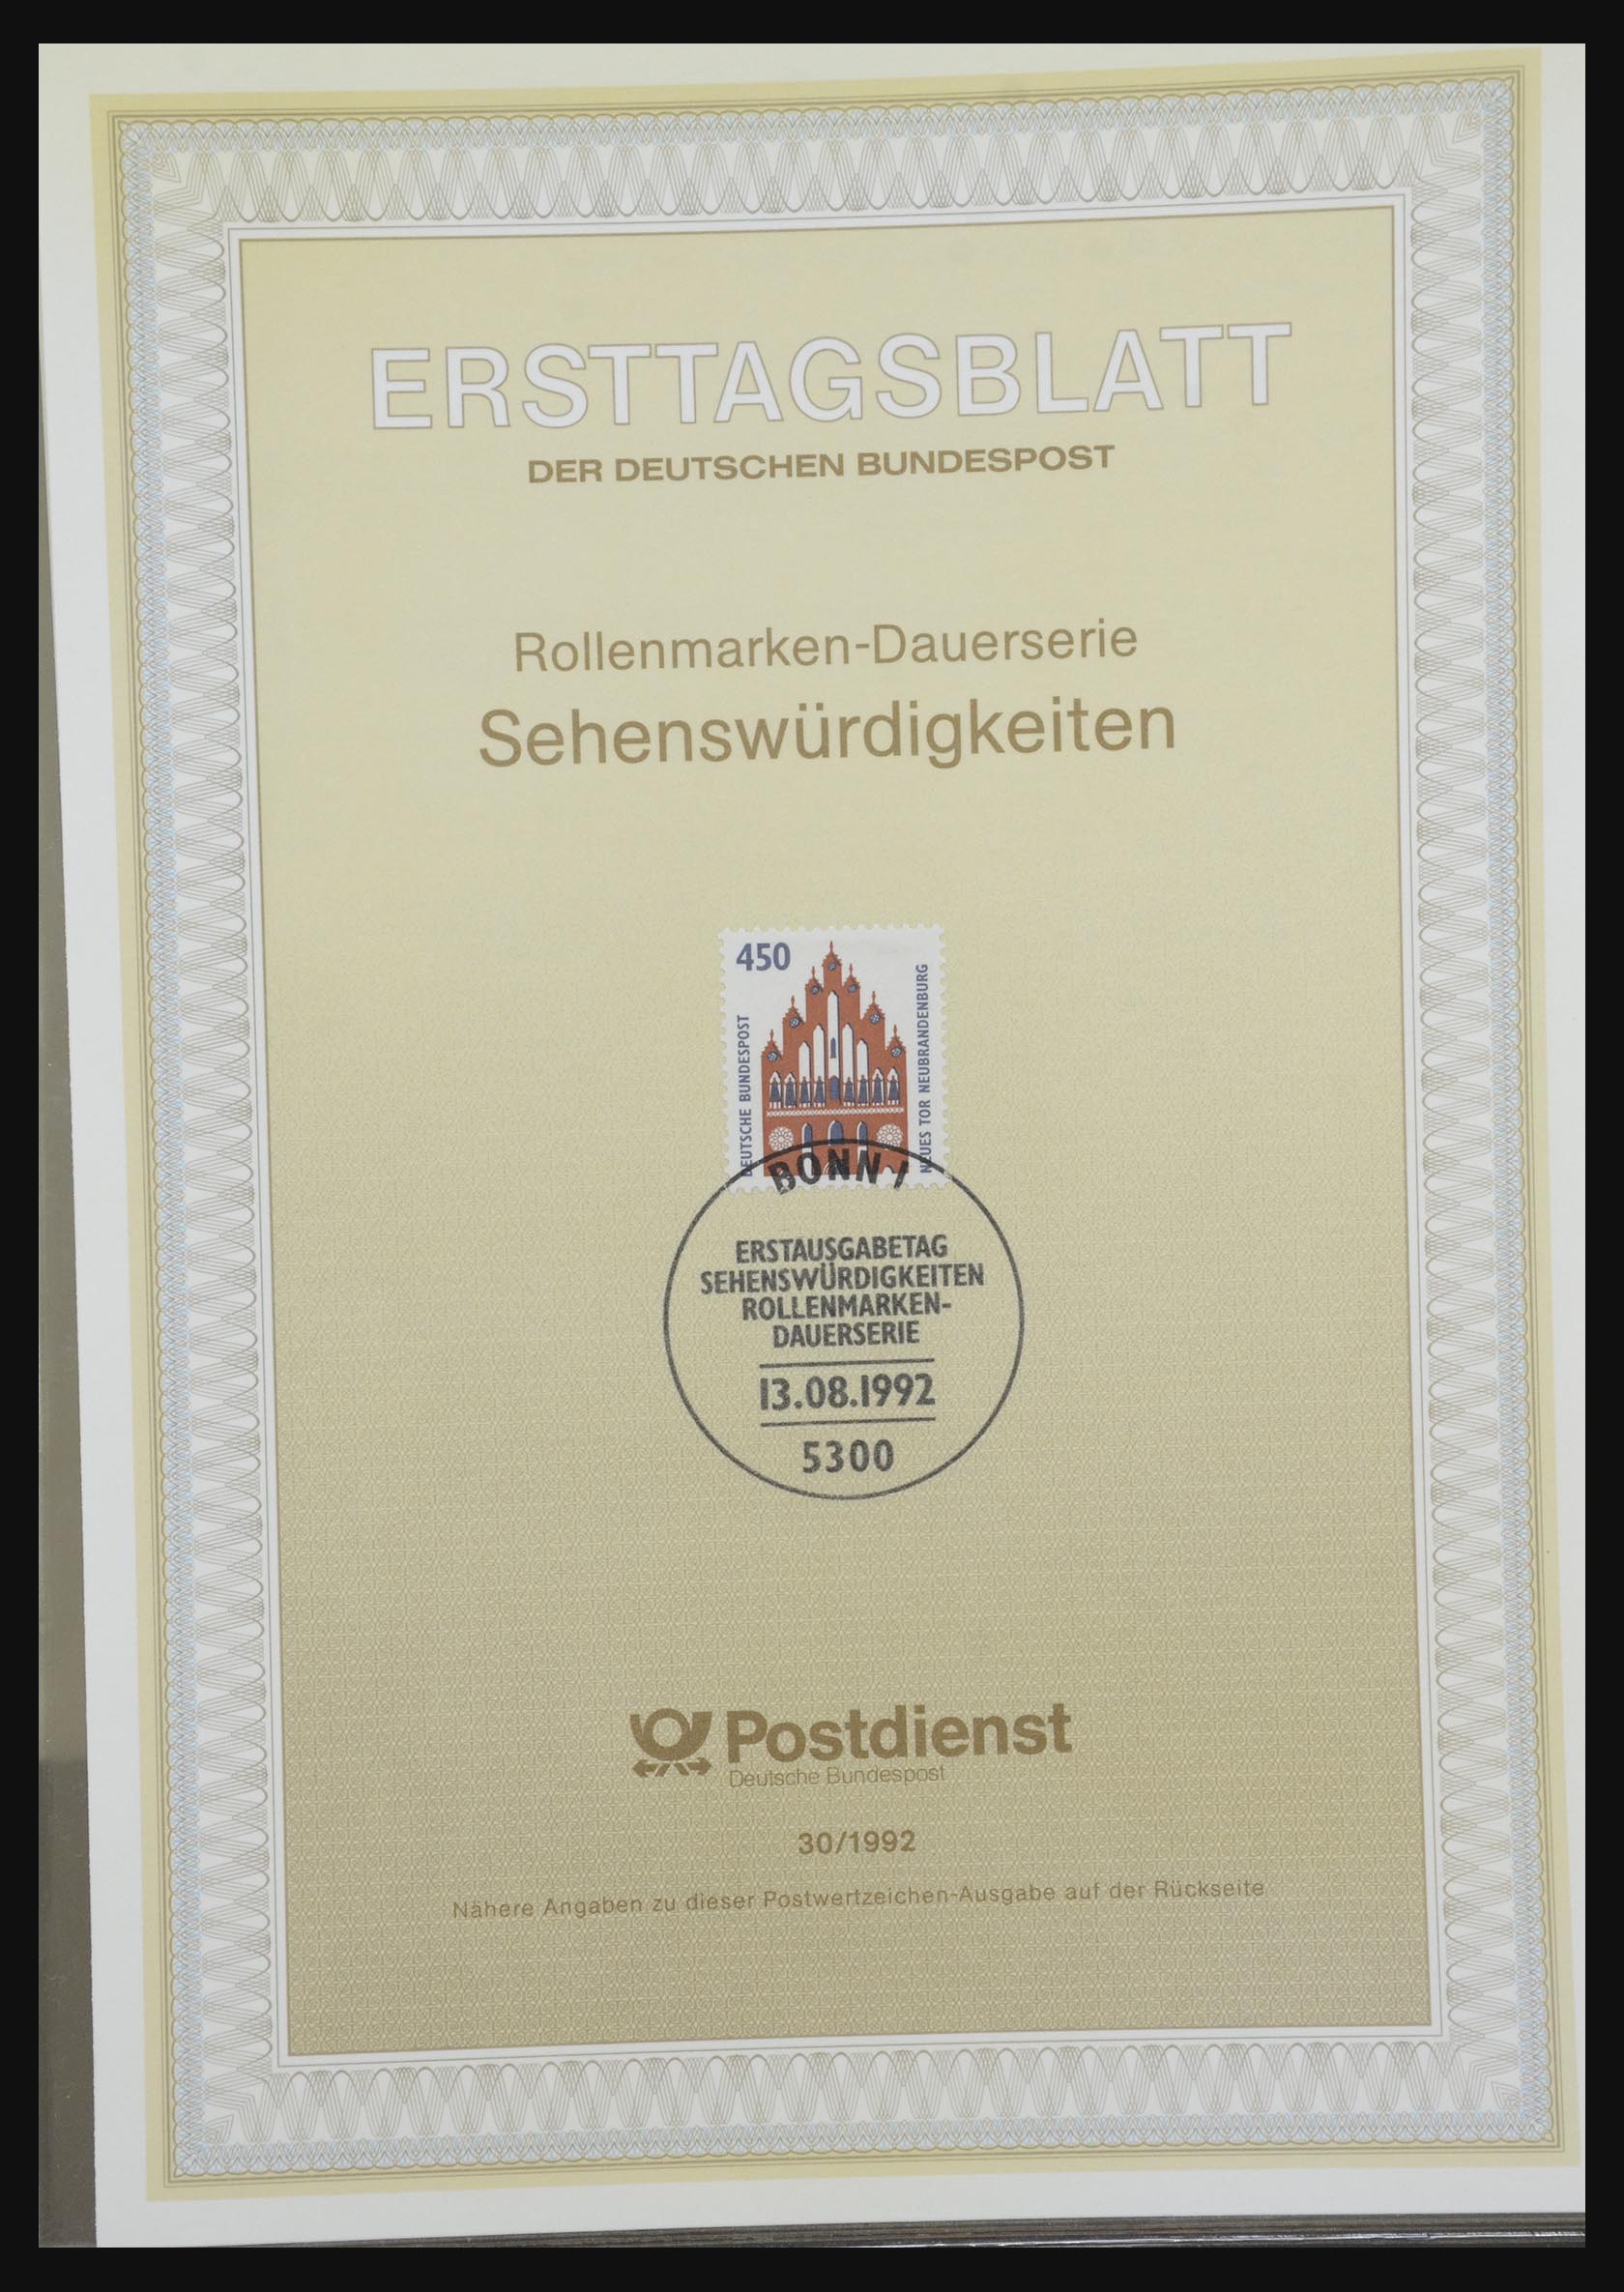 ERSTTAGSBLATT
DER DEUTSCHEN BUNDESPOST
Rollenmarken-Dauerserie
Sehenswürdigkeiten
450
DEUTSCHE BUNDESPOST
NEUES TOR NEUBRANDENBURG
BONN 1
ERSTAUSGABETAG
SEHENSWÜRDIGKEITEN
ROLLENMARKEN-
DAUERSERIE
13.08.1992
5300
Postdienst
Deutsche Bundespost
30/1992
Nähere Angaben zu dieser Postwertzeichen-Ausgabe auf der Rückseite